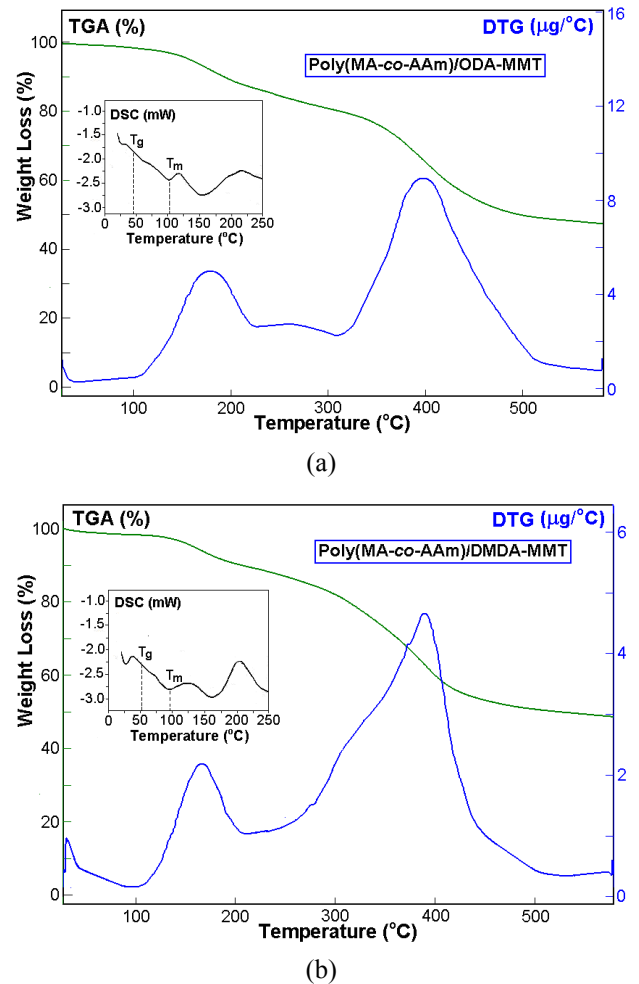 TGA (%)
DTG (μg/°C)
Poly(MA-co-AAm)/ODA-MMT
Weight Loss (%)
100
80
60
40
20
0
16
12
8
4
0
DSC (mW)
-1.0
-1.5
-2.0
-2.5
-3.0
Tg
Tm
0 50 100 150 200 250
Temperature (°C)
100 200 300 400 500
Temperature (°C)
(a)
TGA (%)
DTG (μg/°C)
Poly(MA-co-AAm)/DMDA-MMT
Weight Loss (%)
100
80
60
40
20
0
6
4
2
0
DSC (mW)
-1.0
-1.5
-2.0
-2.5
-3.0
Tg
Tm
0 50 100 150 200 250
Temperature (°C)
100 200 300 400 500
Temperature (°C)
(b)